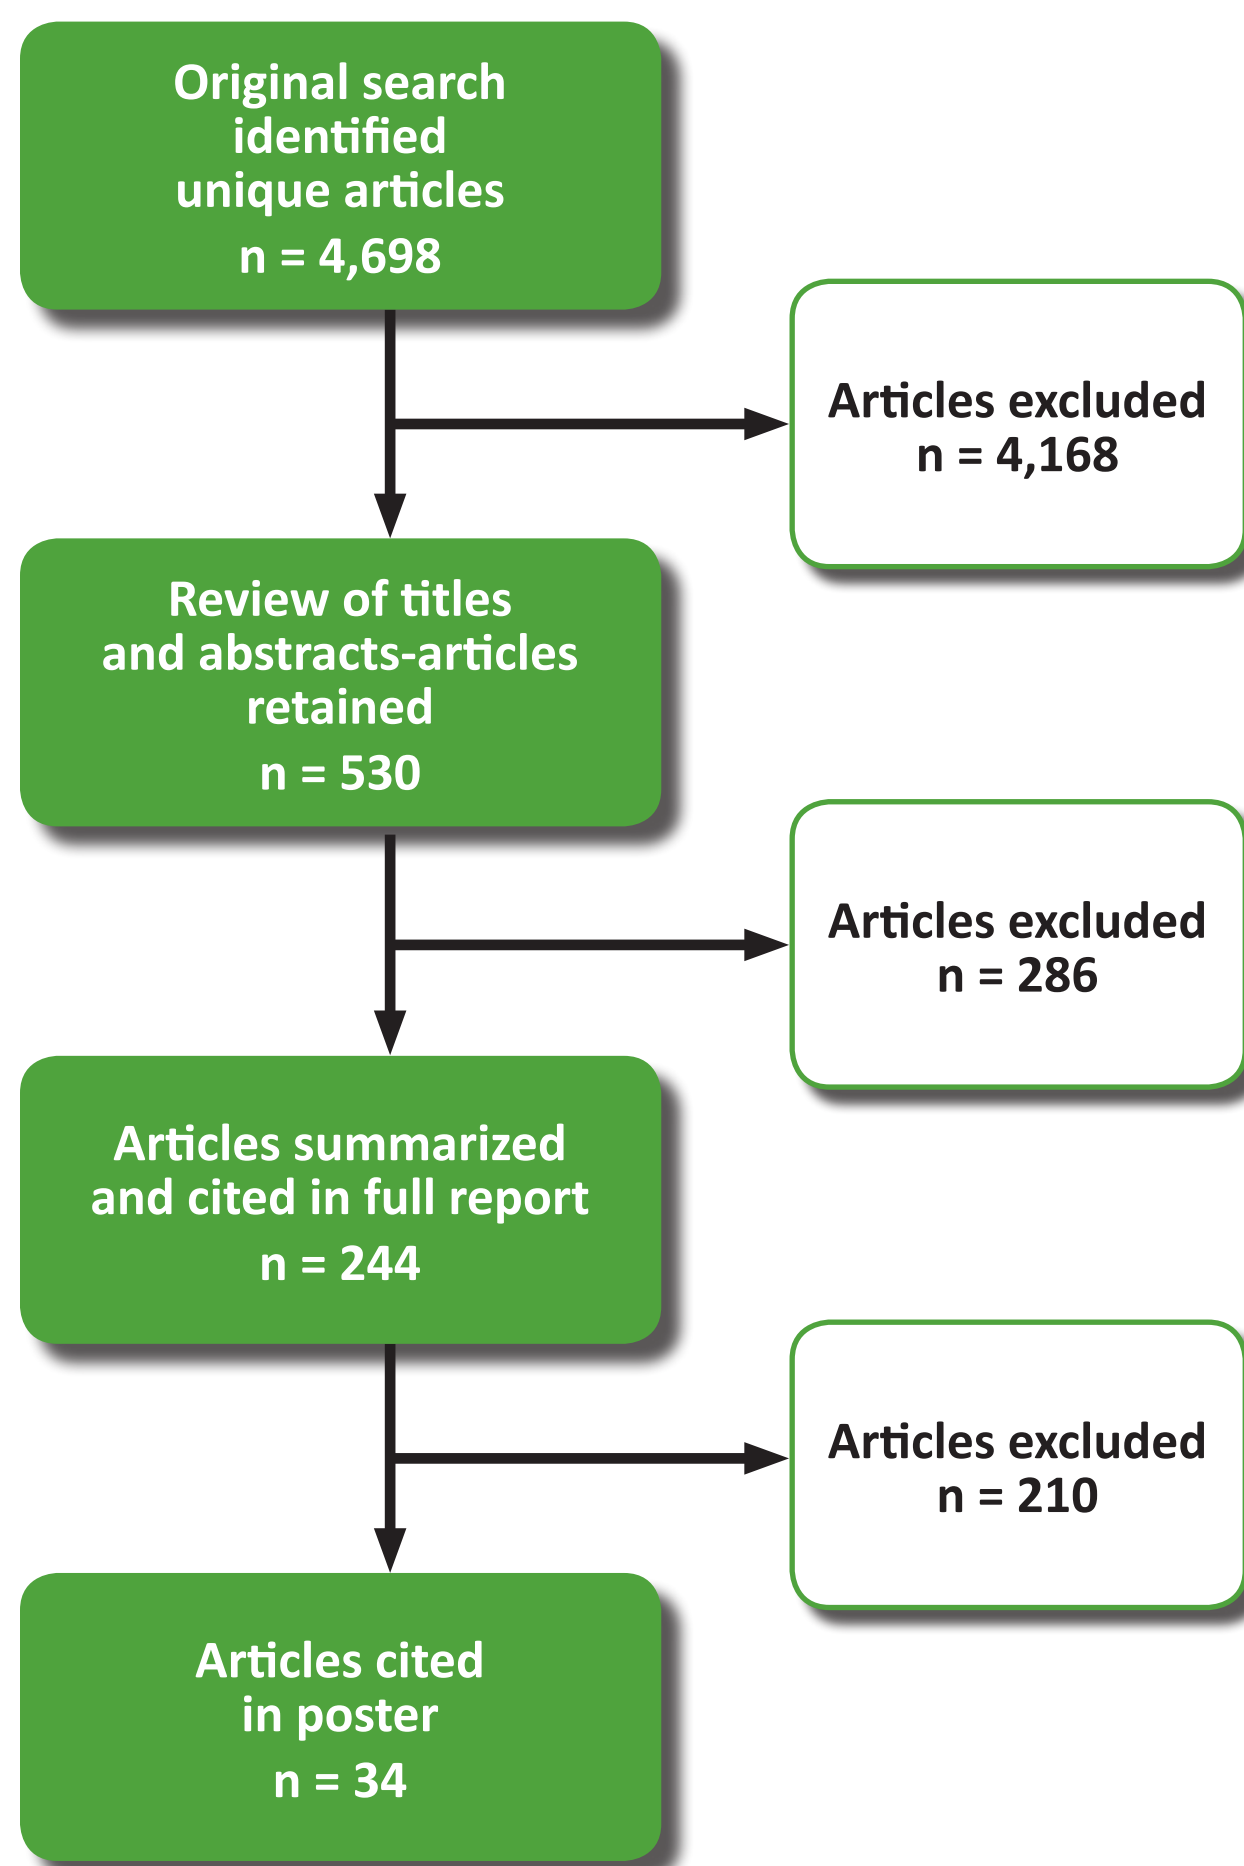 Original search
identified
unique articles
n = 4,698
Articles excluded
n = 4,168
Review of titles
and abstracts-articles
retained
n = 530
Articles excluded
n = 286
Articles summarized
and cited in full report
n = 244
Articles excluded
n = 210
Articles cited
in poster
n = 34